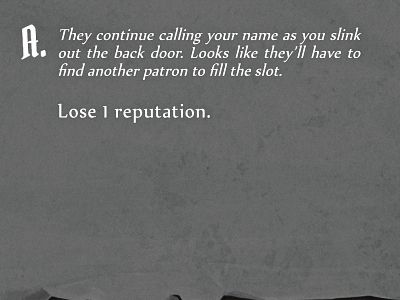 A. They continue calling your name as you slink
out the back door. Looks like they'll have to
find another patron to fill the slot.
Lose 1 reputation.